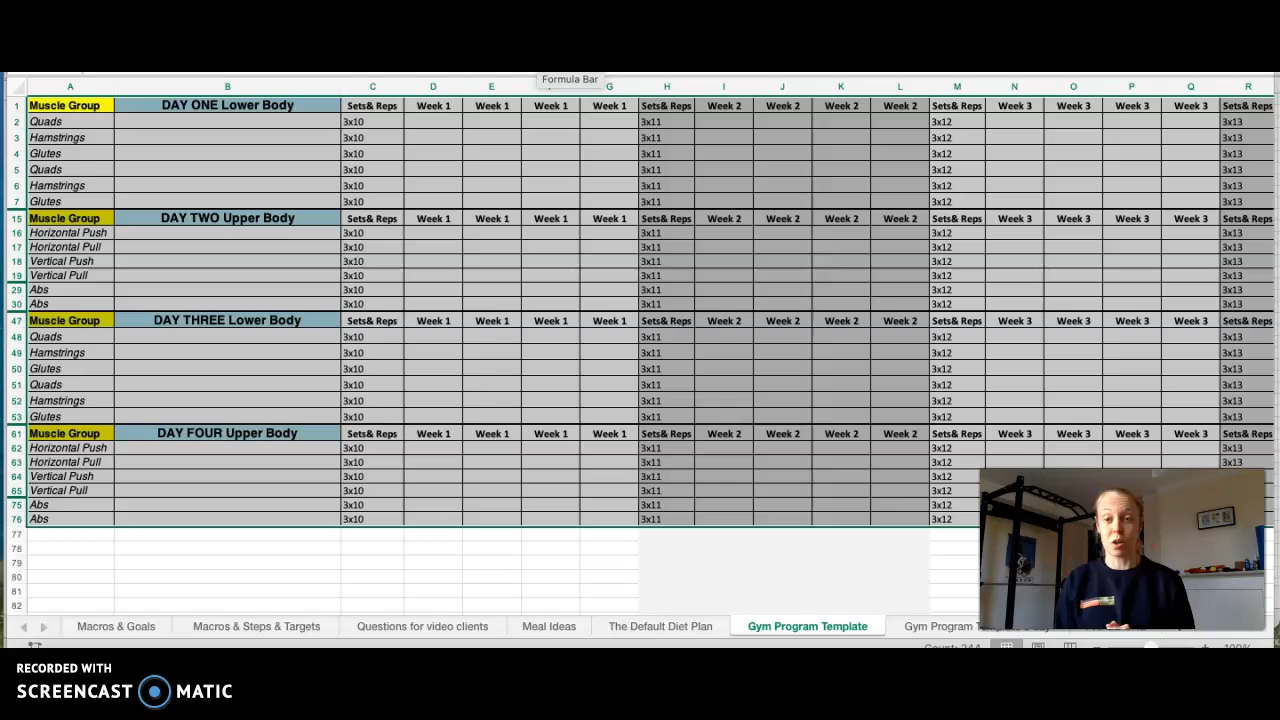 Formula Bar
A B C D E G H I J K L M N O P Q R
1 Muscle Group DAY ONE Lower Body Sets& Reps Week 1 Week 1 Week 1 Week 1 Sets& Reps Week 2 Week 2 Week 2 Week 2 Sets& Reps Week 3 Week 3 Week 3 Week 3 Sets& Reps
2 Quads 3x10 3x11 3x12 3x13
3 Hamstrings 3x10 3x11 3x12 3x13
4 Glutes 3x10 3x11 3x12 3x13
5 Quads 3x10 3x11 3x12 3x13
6 Hamstrings 3x10 3x11 3x12 3x13
7 Glutes 3x10 3x11 3x12 3x13
15 Muscle Group DAY TWO Upper Body Sets& Reps Week 1 Week 1 Week 1 Week 1 Sets& Reps Week 2 Week 2 Week 2 Week 2 Sets& Reps Week 3 Week 3 Week 3 Week 3 Sets& Reps
16 Horizontal Push 3x10 3x11 3x12 3x13
17 Horizontal Pull 3x10 3x11 3x12 3x13
18 Vertical Push 3x10 3x11 3x12 3x13
19 Vertical Pull 3x10 3x11 3x12 3x13
29 Abs 3x10 3x11 3x12 3x13
30 Abs 3x10 3x11 3x12 3x13
47 Muscle Group DAY THREE Lower Body Sets& Reps Week 1 Week 1 Week 1 Week 1 Sets& Reps Week 2 Week 2 Week 2 Week 2 Sets& Reps Week 3 Week 3 Week 3 Week 3 Sets& Reps
48 Quads 3x10 3x11 3x12 3x13
49 Hamstrings 3x10 3x11 3x12 3x13
50 Glutes 3x10 3x11 3x12 3x13
51 Quads 3x10 3x11 3x12 3x13
52 Hamstrings 3x10 3x11 3x12 3x13
53 Glutes 3x10 3x11 3x12 3x13
61 Muscle Group DAY FOUR Upper Body Sets& Reps Week 1 Week 1 Week 1 Week 1 Sets& Reps Week 2 Week 2 Week 2 Week 2 Sets& Reps Week 3 Week 3 Week 3 Week 3 Sets& Reps
62 Horizontal Push 3x10 3x11 3x12 3x13
63 Horizontal Pull 3x10 3x11 3x12 3x13
64 Vertical Push 3x10 3x11 3x12
65 Vertical Pull 3x10 3x11 3x12
75 Abs 3x10 3x11 3x12
76 Abs 3x10 3x11 3x12
77
78
79
80
81
82
Macros & Goals Macros & Steps & Targets Questions for video clients Meal Ideas The Default Diet Plan Gym Program Template Gym Program
RECORDED WITH
SCREENCAST MATIC